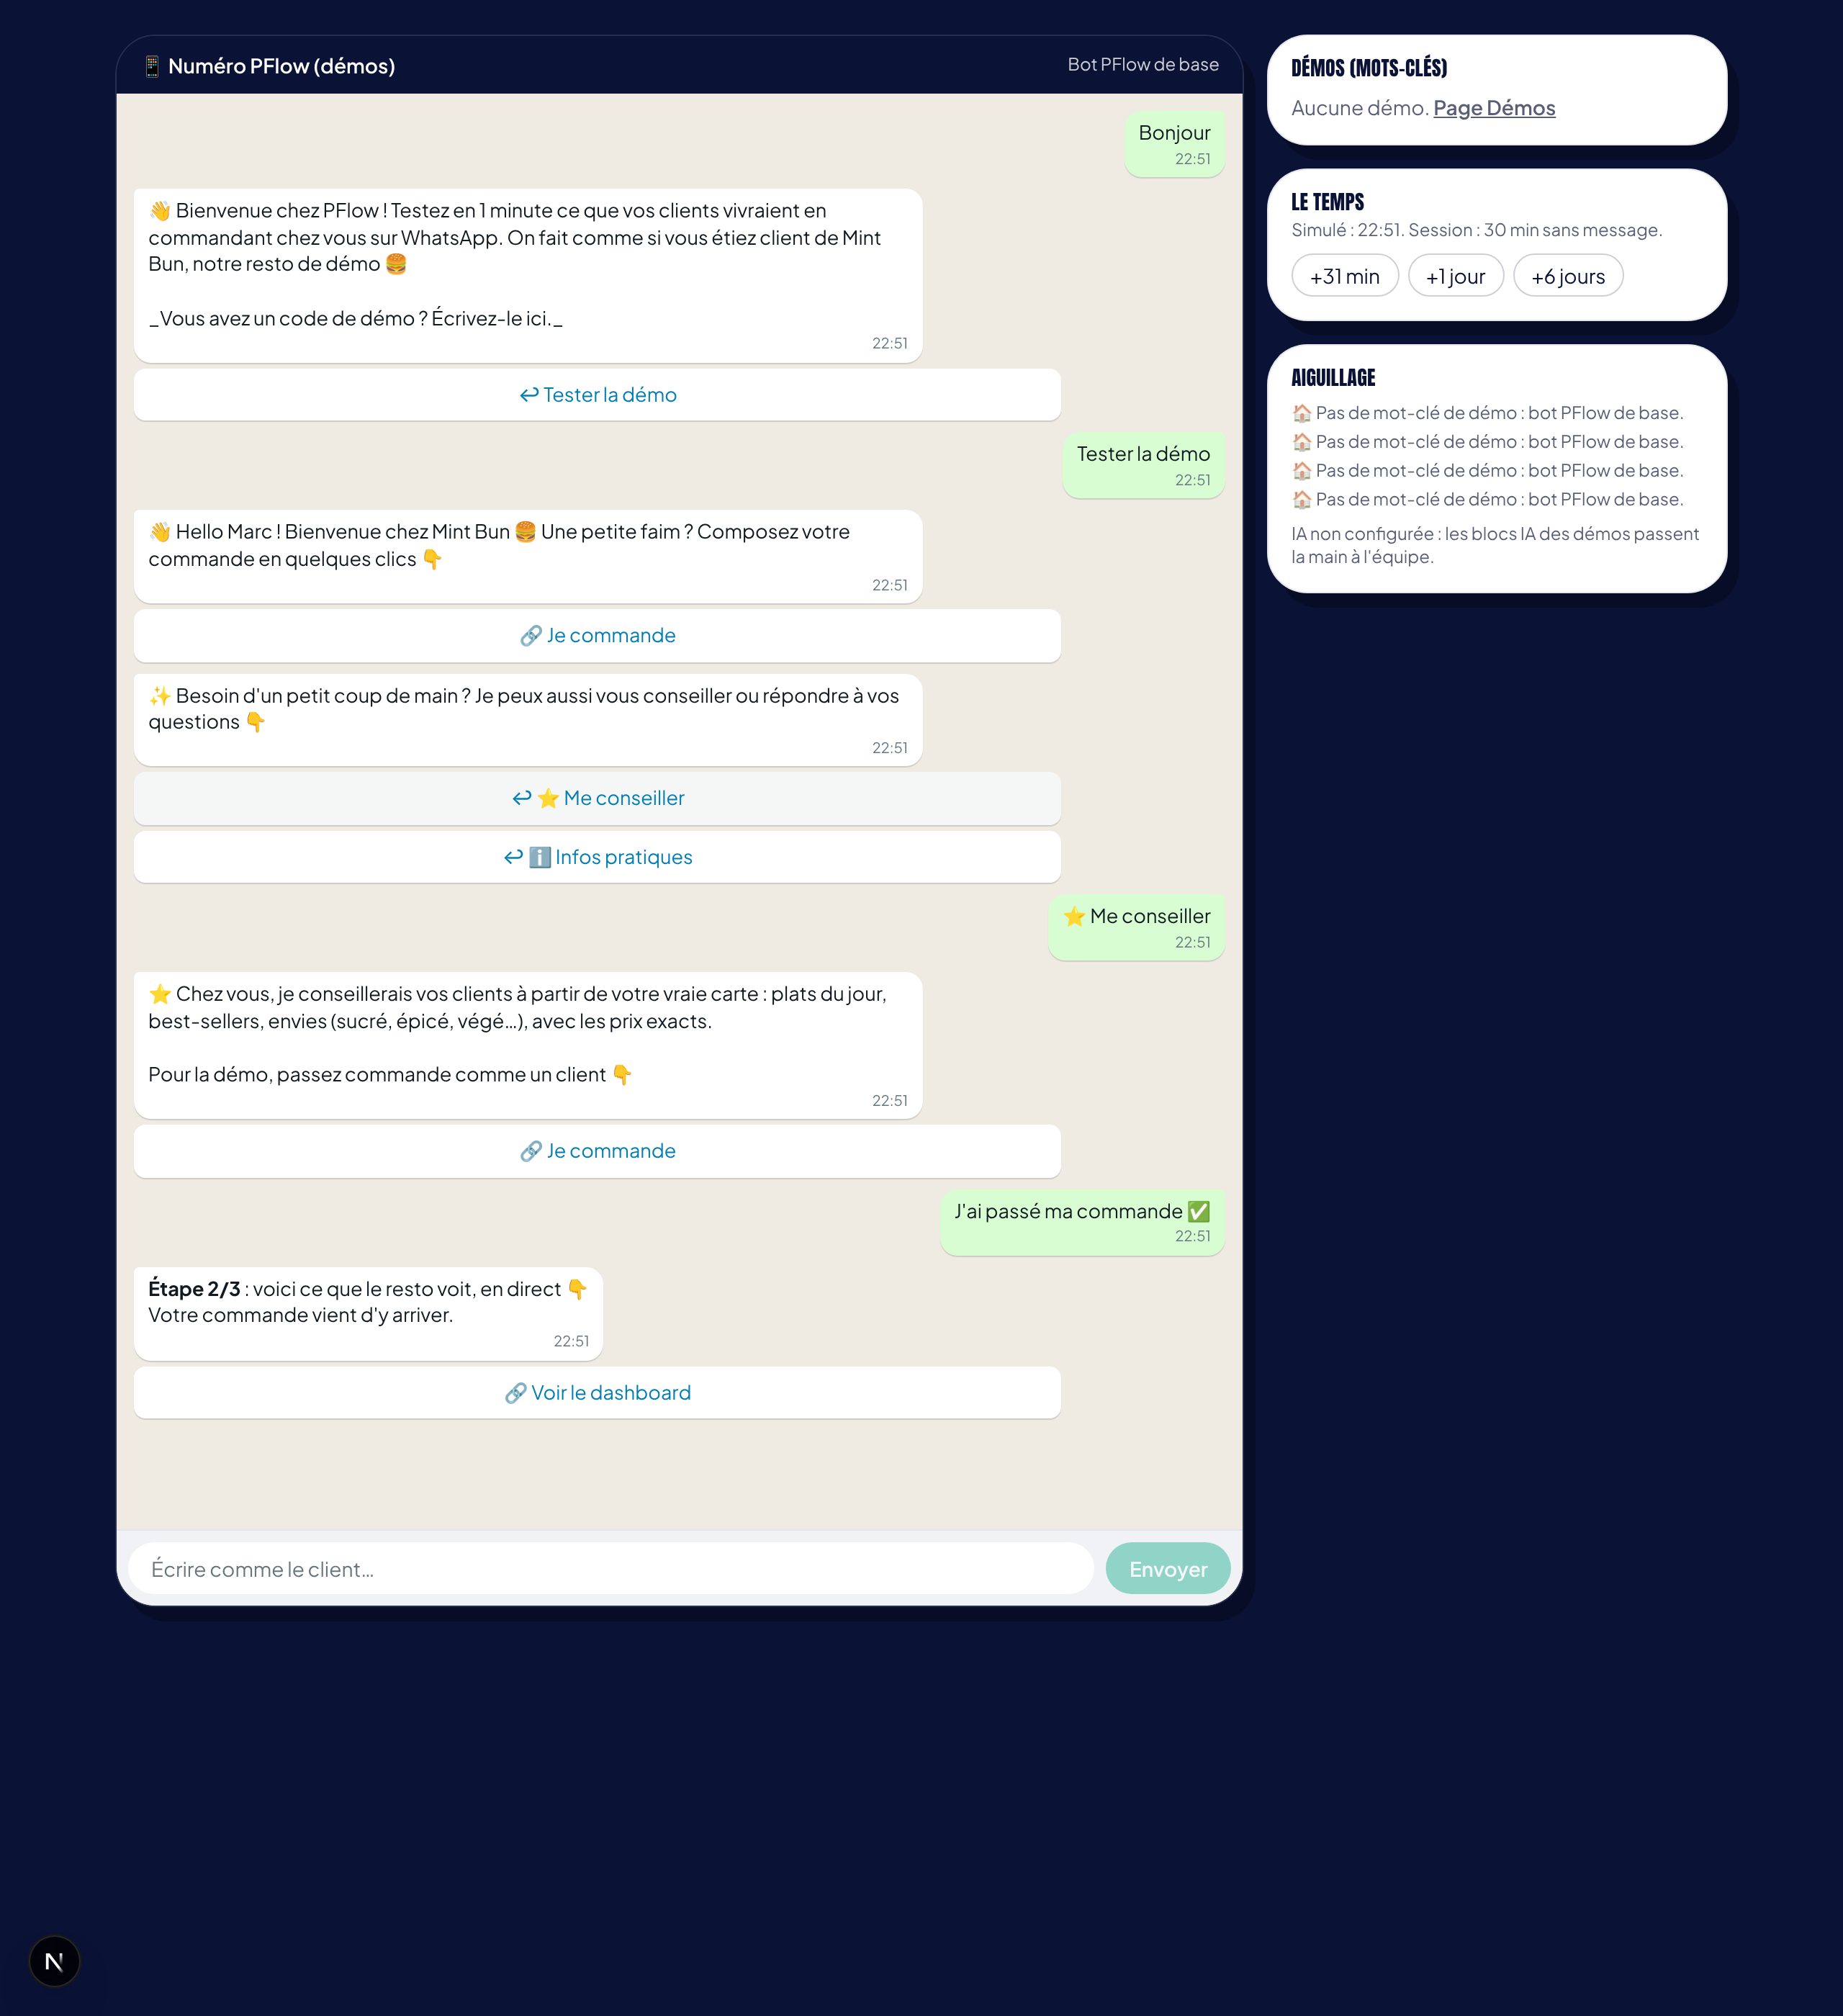 📱 Numéro PFlow (démos)
Bot PFlow de base
Bonjour
22:51
👋 Bienvenue chez PFlow ! Testez en 1 minute ce que vos clients vivraient en
commandant chez vous sur WhatsApp. On fait comme si vous étiez client de Mint
Bun, notre resto de démo 🍔
_Vous avez un code de démo ? Écrivez-le ici._
22:51
↩ Tester la démo
Tester la démo
22:51
👋 Hello Marc ! Bienvenue chez Mint Bun 🍔 Une petite faim ? Composez votre
commande en quelques clics 👇
22:51
🔗 Je commande
✨ Besoin d'un petit coup de main ? Je peux aussi vous conseiller ou répondre à vos
questions 👇
22:51
↩ ⭐ Me conseiller
↩ ℹ️ Infos pratiques
⭐ Me conseiller
22:51
⭐ Chez vous, je conseillerais vos clients à partir de votre vraie carte : plats du jour,
best-sellers, envies (sucré, épicé, végé…), avec les prix exacts.
Pour la démo, passez commande comme un client 👇
22:51
🔗 Je commande
J'ai passé ma commande ✅
22:51
Étape 2/3 : voici ce que le resto voit, en direct 👇
Votre commande vient d'y arriver.
22:51
🔗 Voir le dashboard
Écrire comme le client…
Envoyer
DÉMOS (MOTS-CLÉS)
Aucune démo. Page Démos
LE TEMPS
Simulé : 22:51. Session : 30 min sans message.
+31 min
+1 jour
+6 jours
AIGUILLAGE
🏠 Pas de mot-clé de démo : bot PFlow de base.
🏠 Pas de mot-clé de démo : bot PFlow de base.
🏠 Pas de mot-clé de démo : bot PFlow de base.
🏠 Pas de mot-clé de démo : bot PFlow de base.
IA non configurée : les blocs IA des démos passent
la main à l'équipe.
N